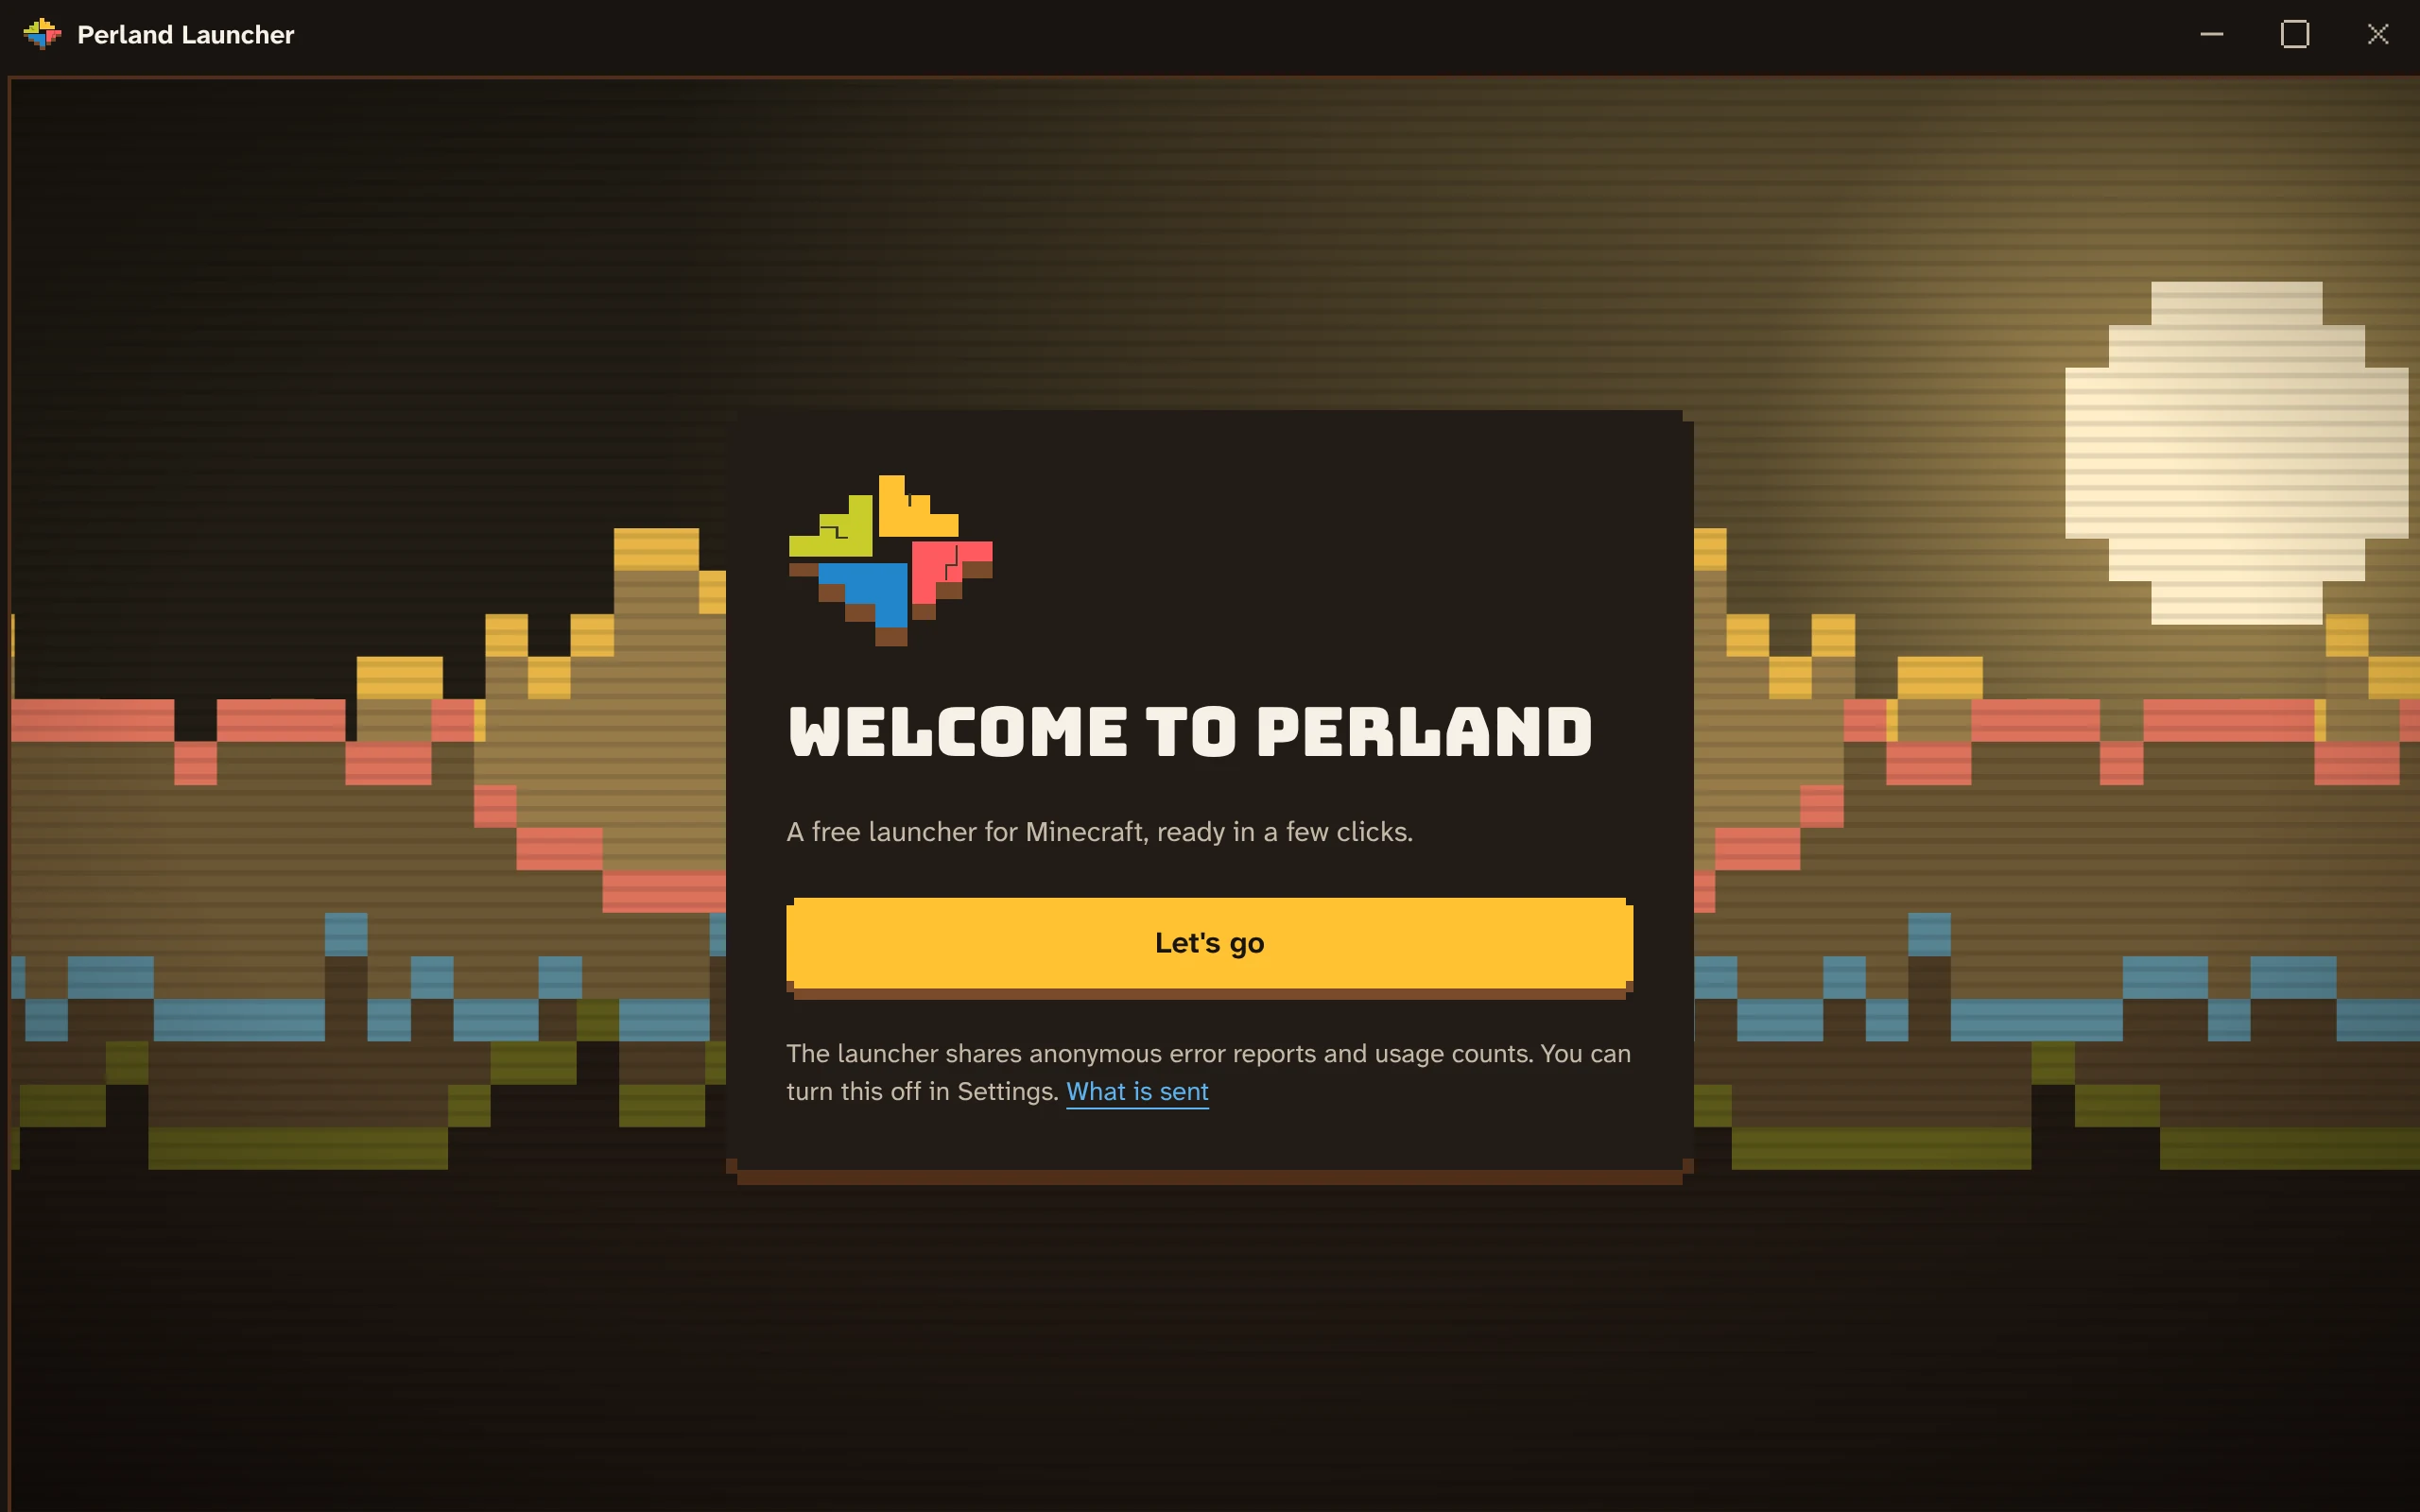 Perland Launcher
WELCOME TO PERLAND
A free launcher for Minecraft, ready in a few clicks.
Let's go
The launcher shares anonymous error reports and usage counts. You can
turn this off in Settings. What is sent